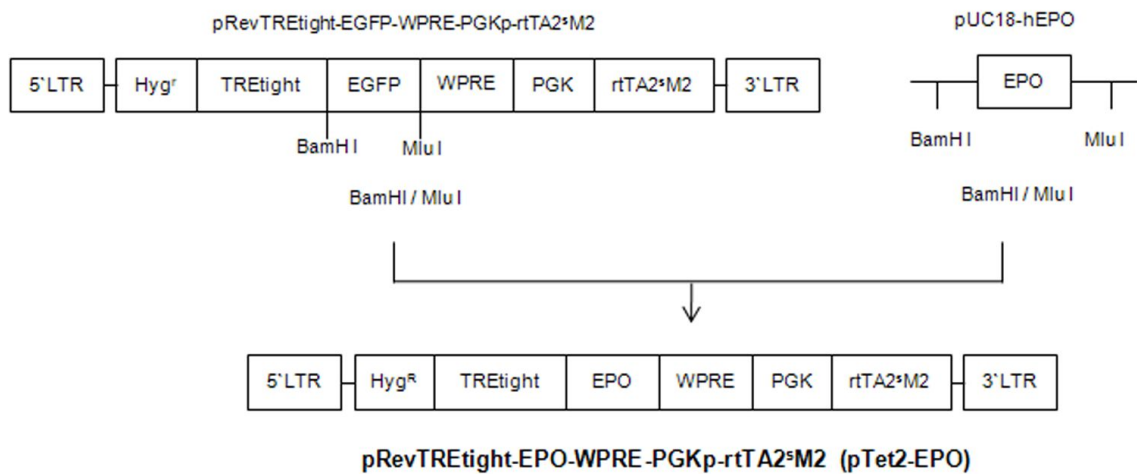 pRevTREtight-EGFP-WPRE-PGKp-rtTA2ˢM2
pUC18-hEPO
5`LTR Hygʳ TREtight EGFP WPRE PGK rtTA2ˢM2 3`LTR
EPO
BamH I Mlu I
BamH I Mlu I
BamHI / Mlu I
BamHI / Mlu I
5`LTR Hygᴿ TREtight EPO WPRE PGK rtTA2ˢM2 3`LTR
pRevTREtight-EPO-WPRE-PGKp-rtTA2ˢM2 (pTet2-EPO)